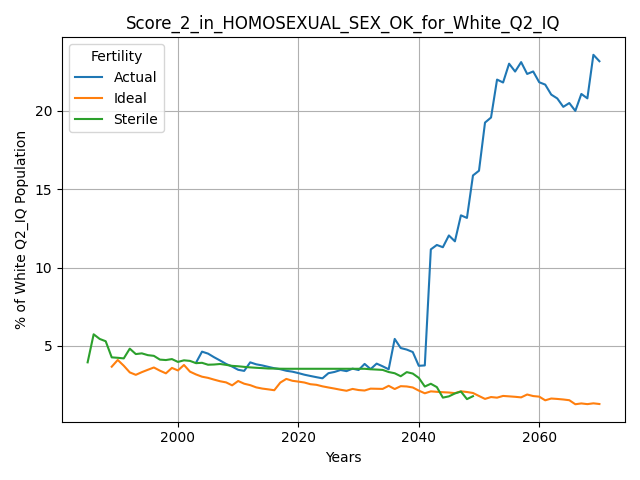 Score_2_in_HOMOSEXUAL_SEX_OK_for_White_Q2_IQ
Fertility
Actual
Ideal
Sterile
% of White Q2_IQ Population
20
15
10
5
2000
2020
2040
2060
Years